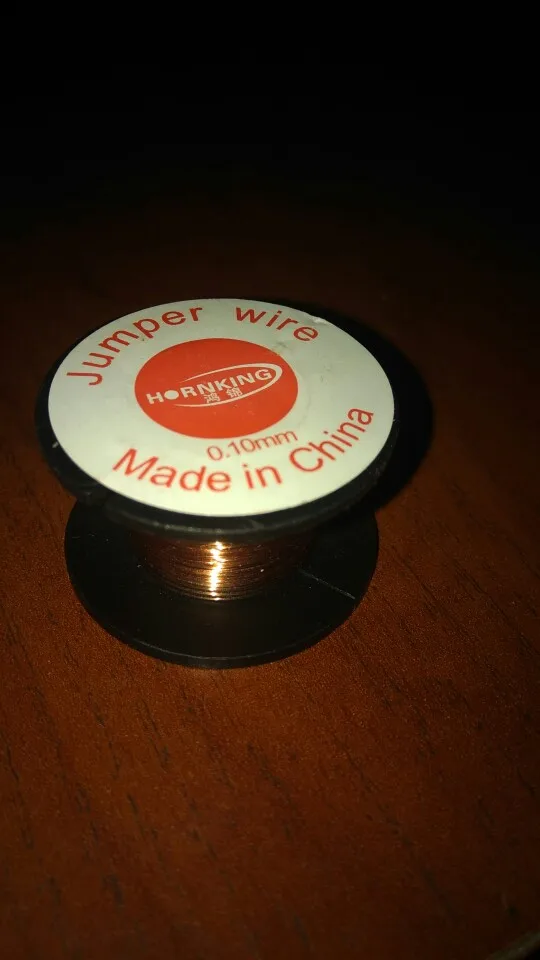 Jumper wire
HORNKING
鸿锦
0.10mm
Made in China